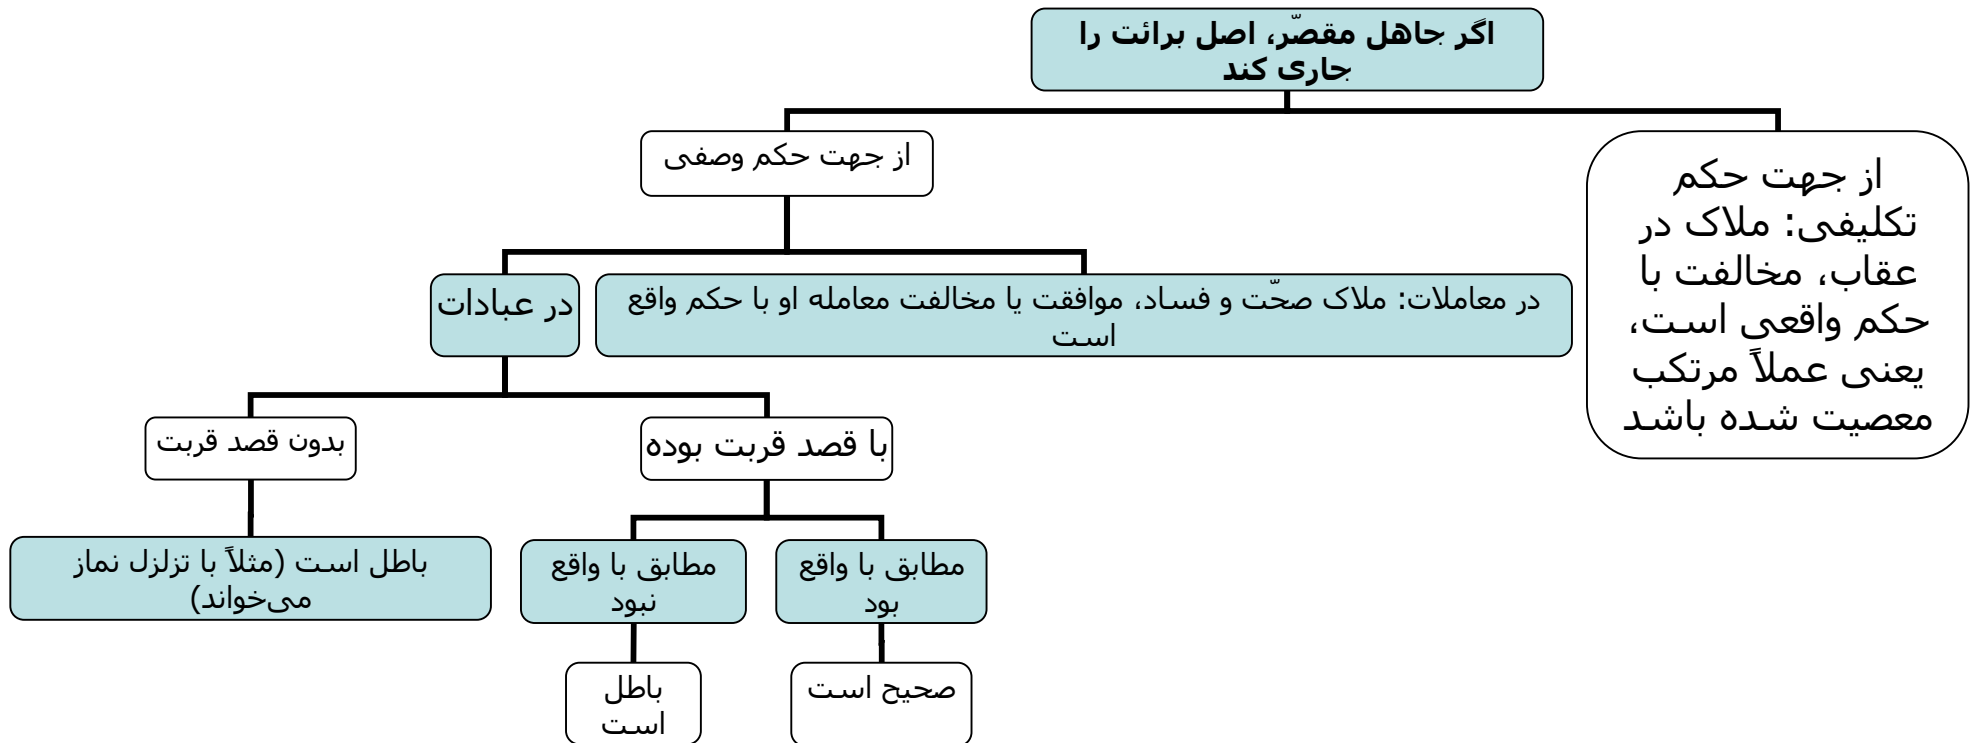 اگر جاهل مقصّر، اصل برائت را
جاری کند
از جهت حکم
تکلیفی: ملاک در
عقاب، مخالفت با
حکم واقعی است،
یعنی عملاً مرتکب
معصیت شده باشد
از جهت حکم وصفی
در معاملات: ملاک صحّت و فساد، موافقت یا مخالفت معامله او با حکم واقع
است
در عبادات
با قصد قربت بوده
بدون قصد قربت
مطابق با واقع
بود
مطابق با واقع
نبود
باطل است (مثلاً با تزلزل نماز
می‌خواند)
صحیح است
باطل
است